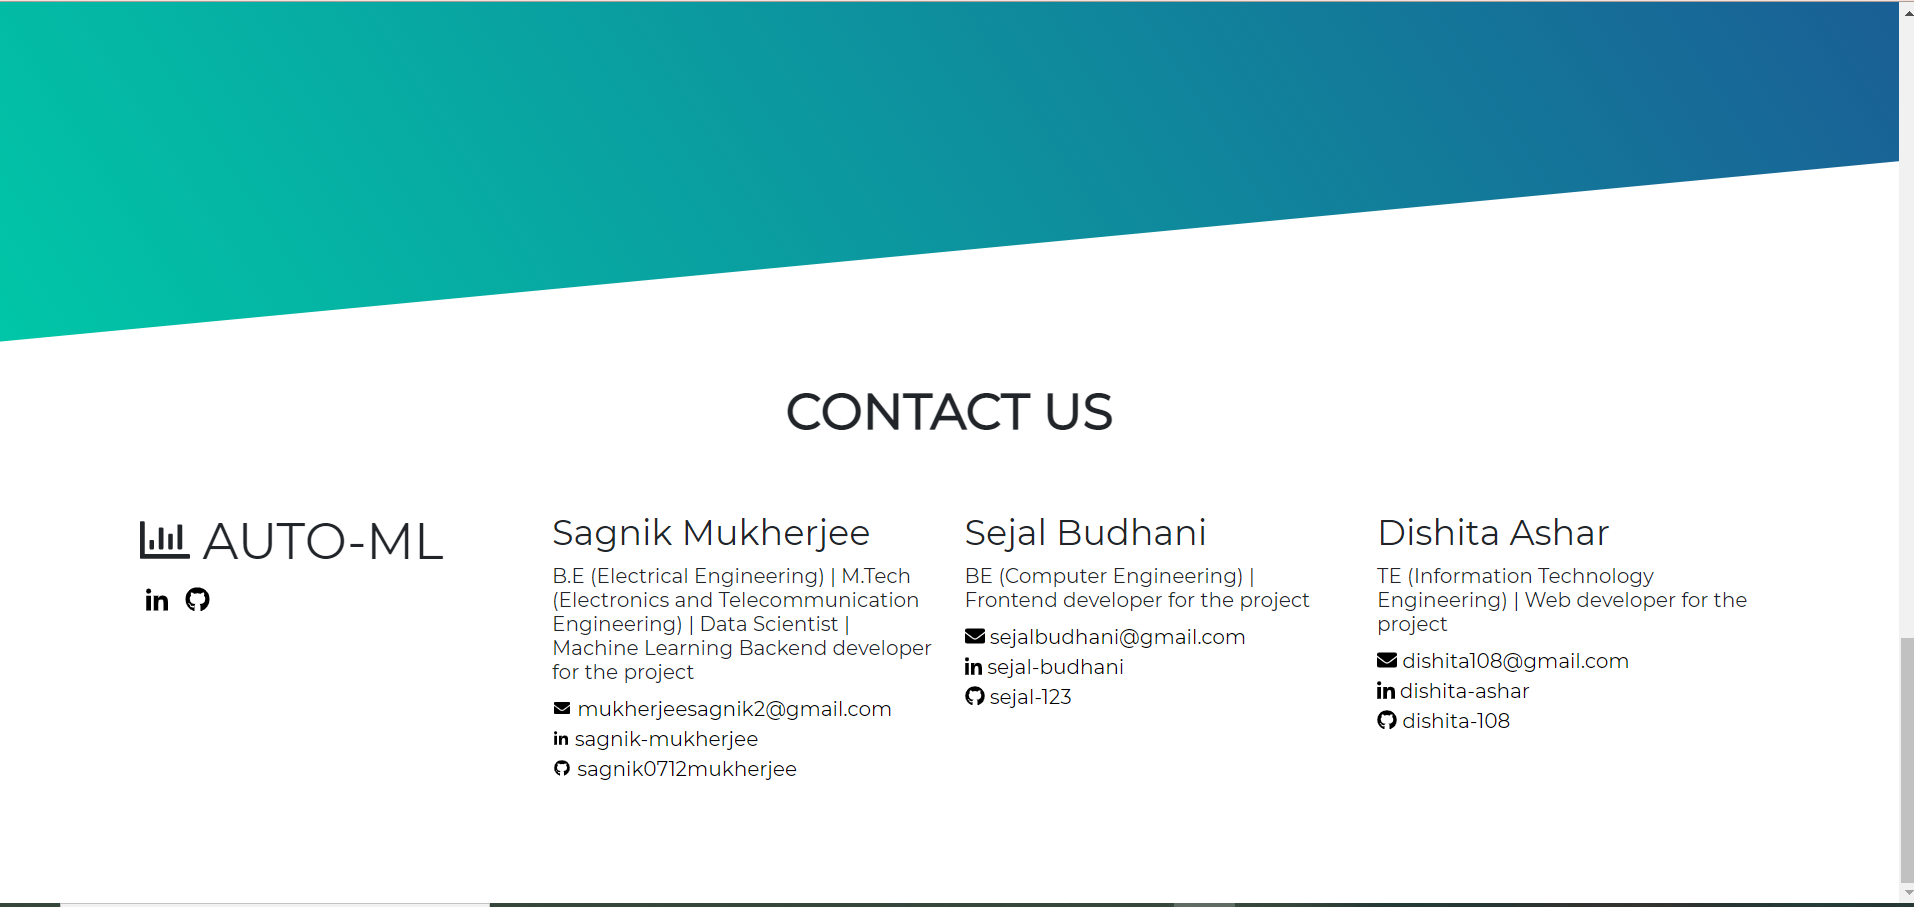 CONTACT US
AUTO-ML
Sagnik Mukherjee
B.E (Electrical Engineering) | M.Tech
(Electronics and Telecommunication
Engineering) | Data Scientist |
Machine Learning Backend developer
for the project
mukherjeesagnik2@gmail.com
in sagnik-mukherjee
sagnik0712mukherjee
Sejal Budhani
BE (Computer Engineering) |
Frontend developer for the project
sejalbudhani@gmail.com
in sejal-budhani
sejal-123
Dishita Ashar
TE (Information Technology
Engineering) | Web developer for the
project
dishita108@gmail.com
in dishita-ashar
dishita-108